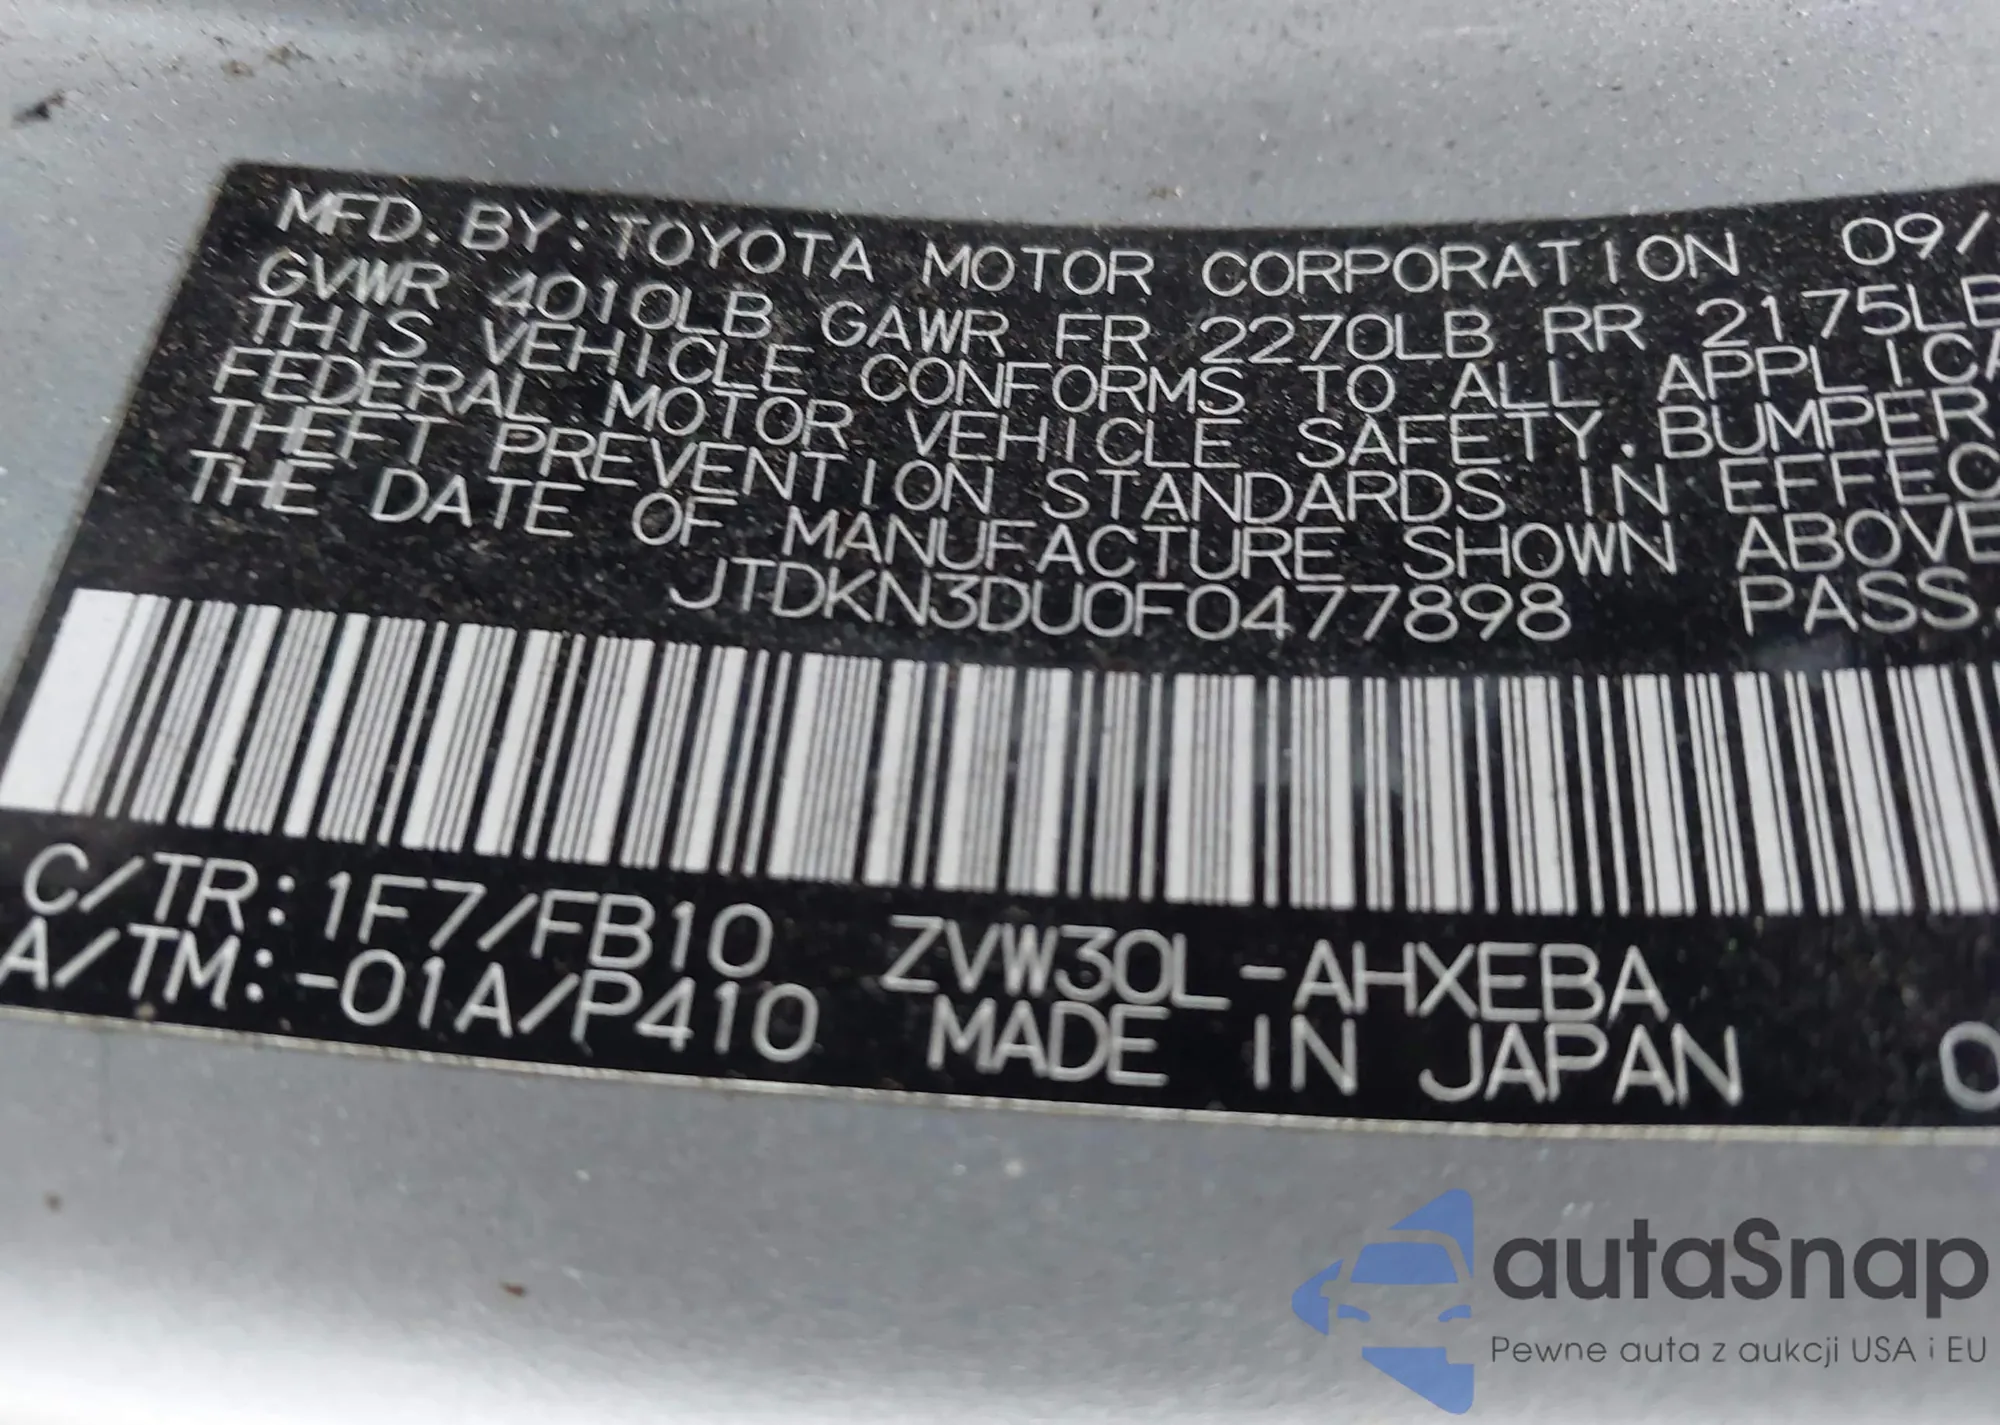 MFD. BY: TOYOTA MOTOR CORPORATION 09/
GVWR 4010LB GAWR FR 2270LB RR 2175LB
THIS VEHICLE CONFORMS TO ALL APPLICA
FEDERAL MOTOR VEHICLE SAFETY, BUMPER
THEFT PREVENTION STANDARDS IN EFFEC
THE DATE OF MANUFACTURE SHOWN ABOVE
JTDKN3DU0F0477898 PASS.
C/TR: 1F7/FB10 ZVW30L-AHXEBA
A/TM: -01A/P410 MADE IN JAPAN 0
autaSnap
Pewne auta z aukcji USA i EU